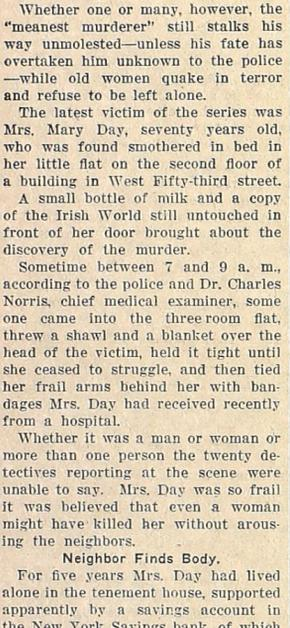 Whether one or many, however, the
"meanest murderer" still stalks his
way unmolested—unless his fate has
overtaken him unknown to the police
—while old women quake in terror
and refuse to be left alone.
The latest victim of the series was
Mrs. Mary Day, seventy years old,
who was found smothered in bed in
her little flat on the second floor of
a building in West Fifty-third street.
A small bottle of milk and a copy
of the Irish World still untouched in
front of her door brought about the
discovery of the murder.
Sometime between 7 and 9 a. m.,
according to the police and Dr. Charles
Norris, chief medical examiner, some
one came into the three room flat,
threw a shawl and a blanket over the
head of the victim, held it tight until
she ceased to struggle, and then tied
her frail arms behind her with ban-
dages Mrs. Day had received recently
from a hospital.
Whether it was a man or woman or
more than one person the twenty de-
tectives reporting at the scene were
unable to say. Mrs. Day was so frail
it was believed that even a woman
might have killed her without arous-
ing the neighbors.
Neighbor Finds Body.
For five years Mrs. Day had lived
alone in the tenement house, supported
apparently by a savings account in
the New York Savings bank, of which